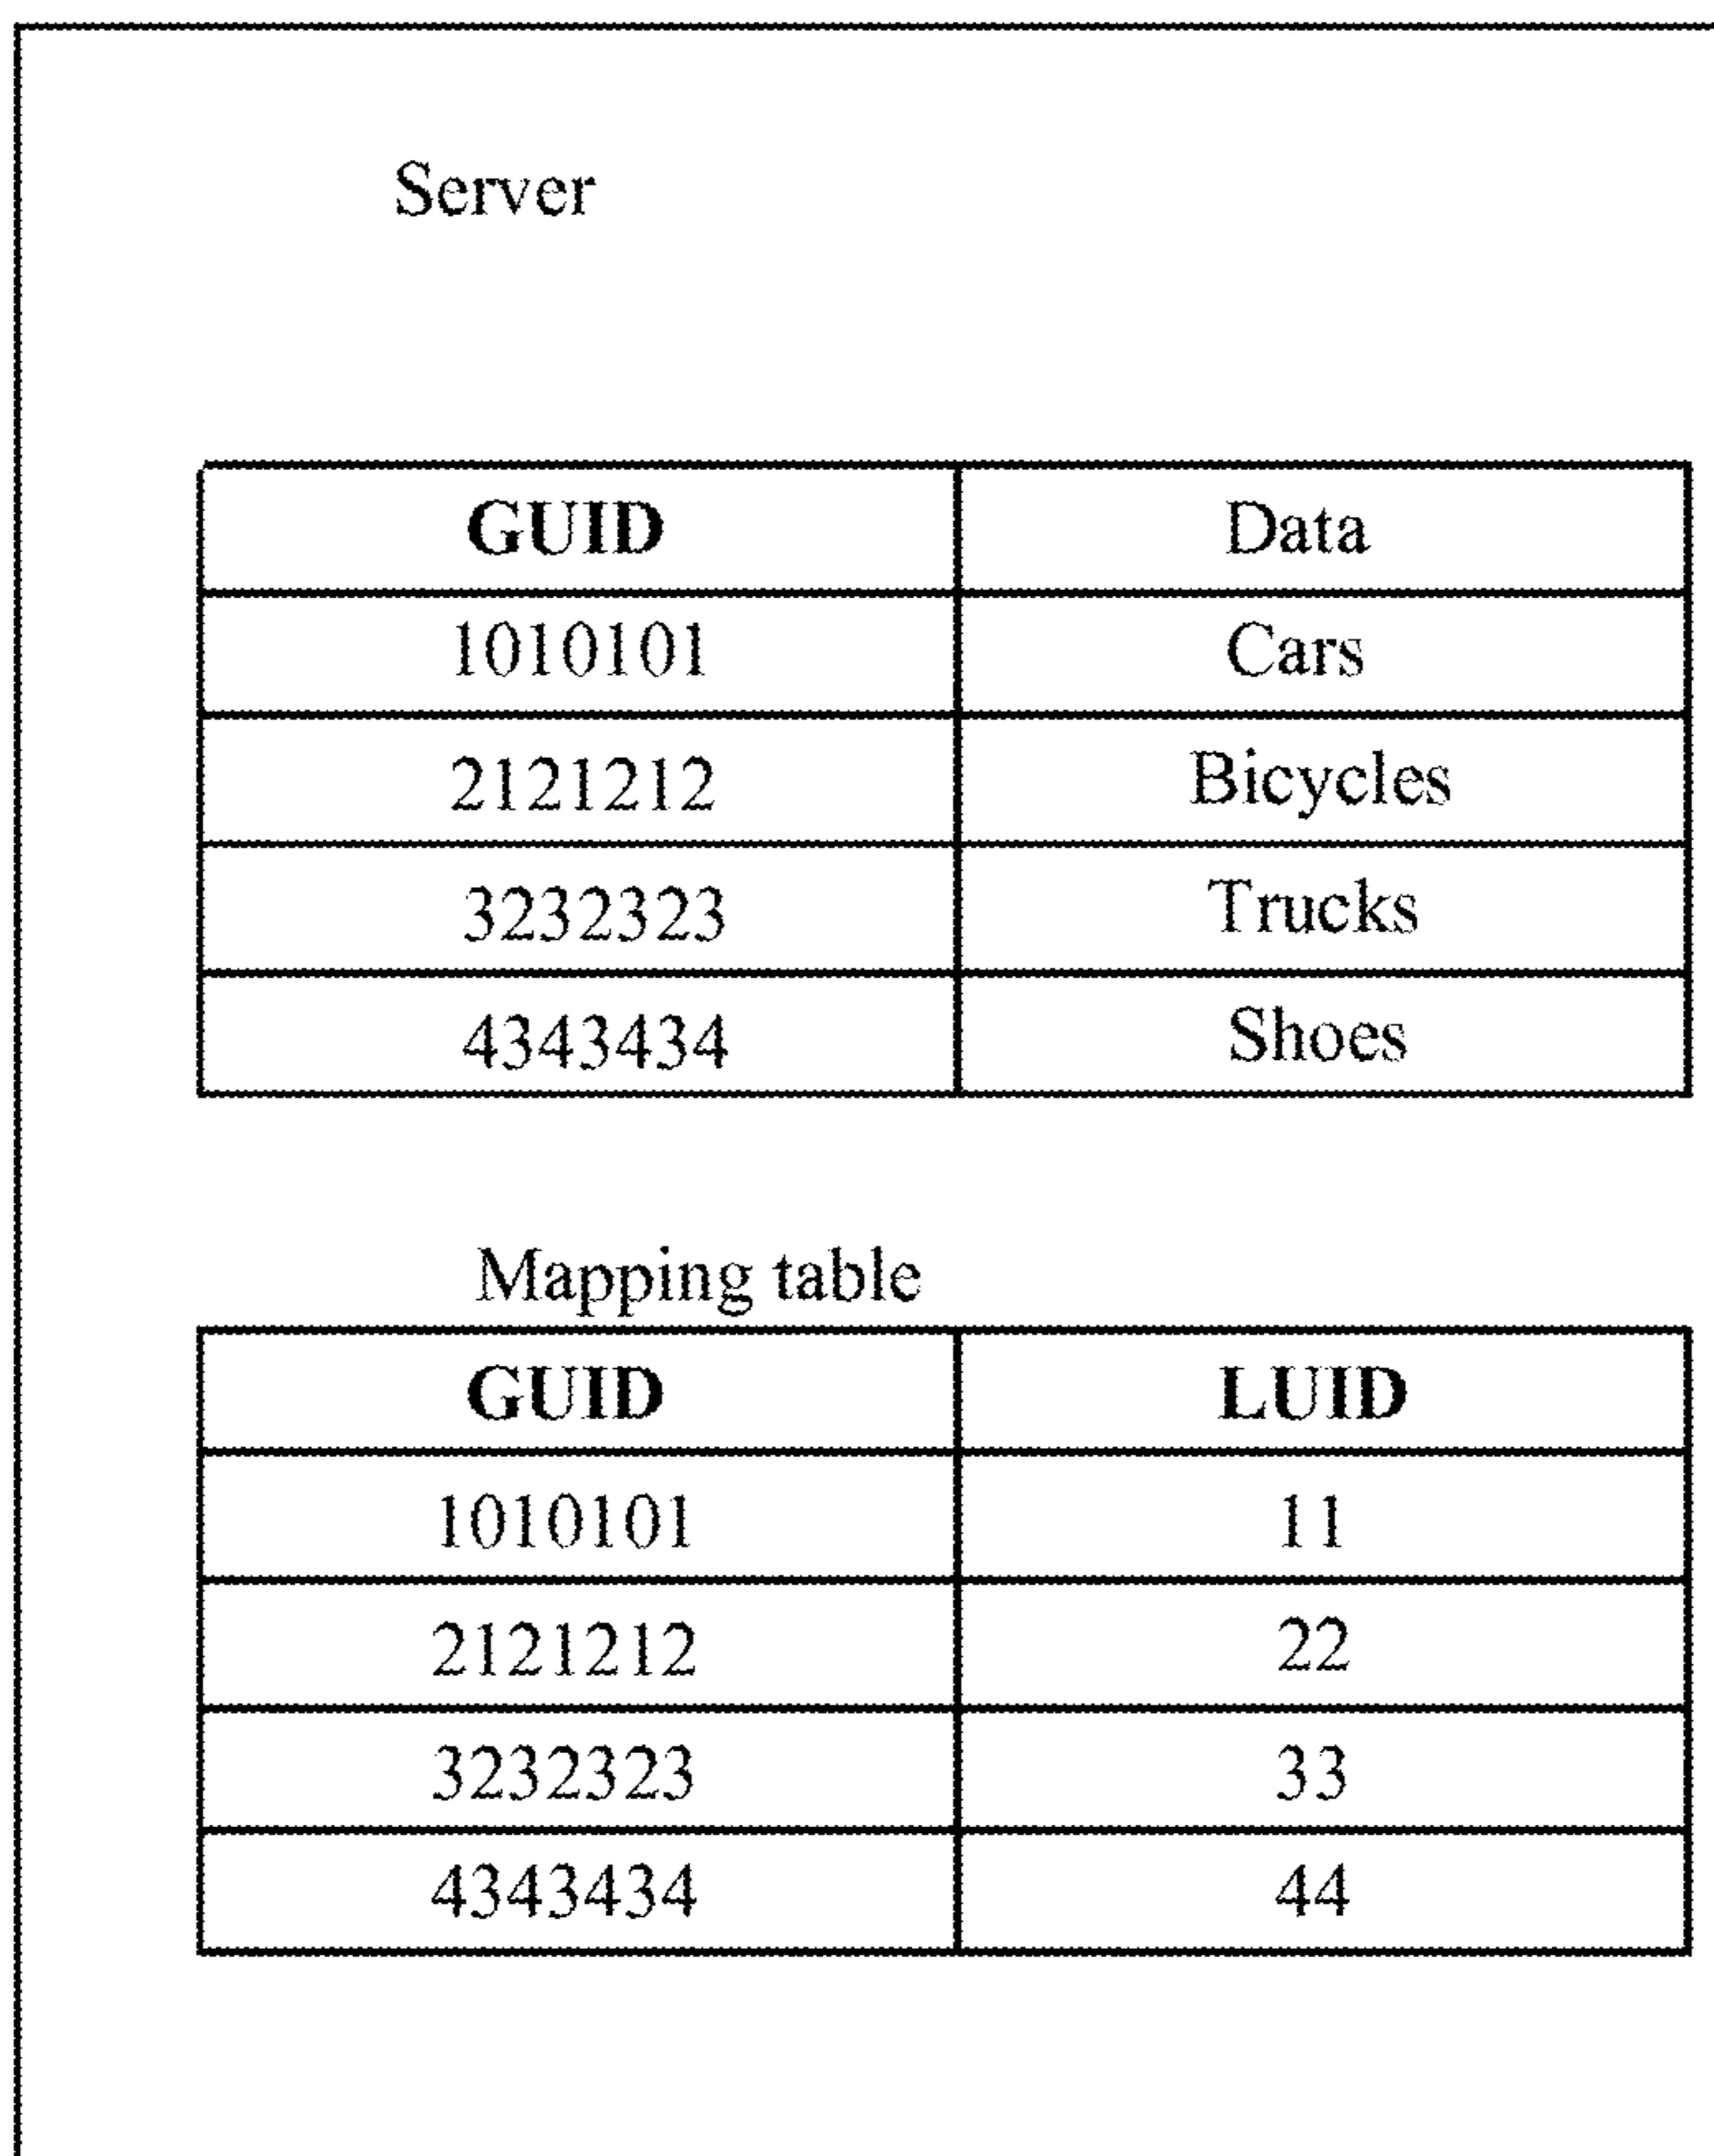 Server
GUID Data
1010101 Cars
2121212 Bicycles
3232323 Trucks
4343434 Shoes
Mapping table
GUID LUID
1010101 11
2121212 22
3232323 33
4343434 44